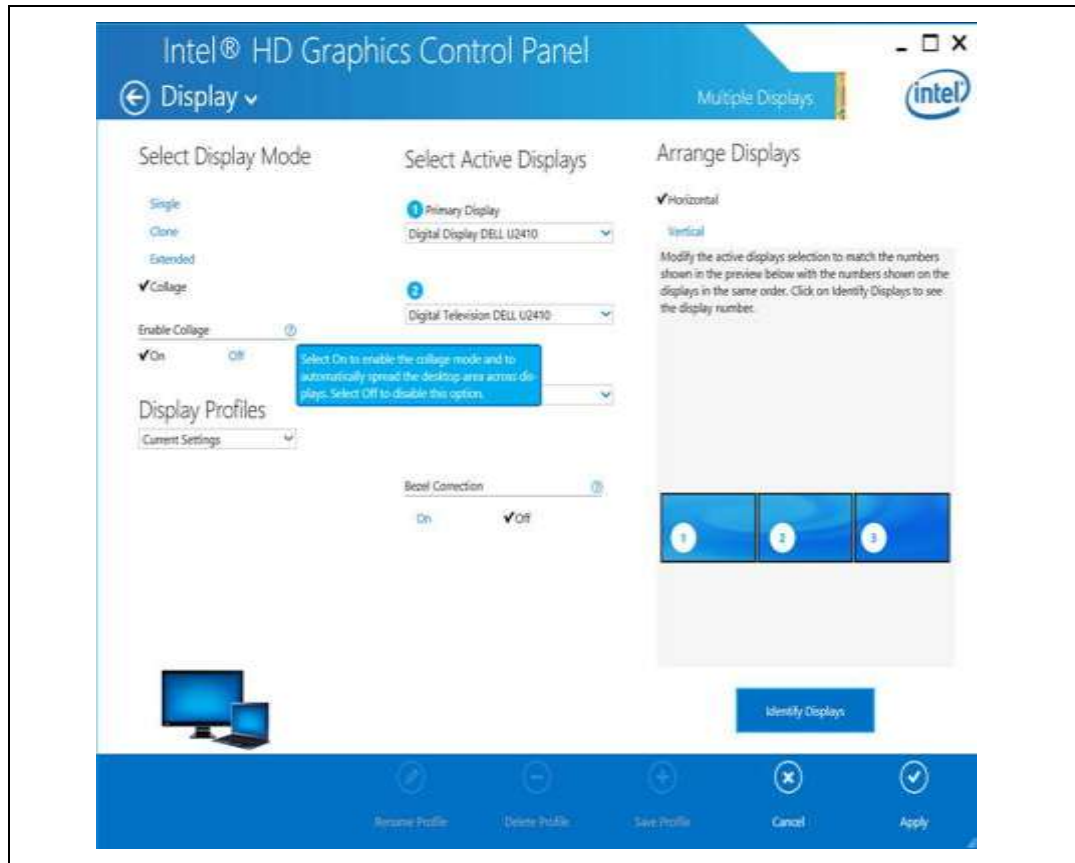 Intel® HD Graphics Control Panel
Display
Multiple Displays
intel
Select Display Mode
Single
Clone
Extended
Collage
Enable Collage
?
On
Off
Select On to enable the collage mode and to
automatically spread the desktop area across dis-
plays. Select Off to disable this option.
Display Profiles
Current Settings
Select Active Displays
1 Primary Display
Digital Display DELL U2410
2
Digital Television DELL U2410
Bezel Correction
?
On
Off
Arrange Displays
Horizontal
Vertical
Modify the active displays selection to match the numbers
shown in the preview below with the numbers shown on the
displays in the same order. Click on Identify Displays to see
the display number.
1
2
3
Identify Displays
Rename Profile
Delete Profile
Save Profile
Cancel
Apply